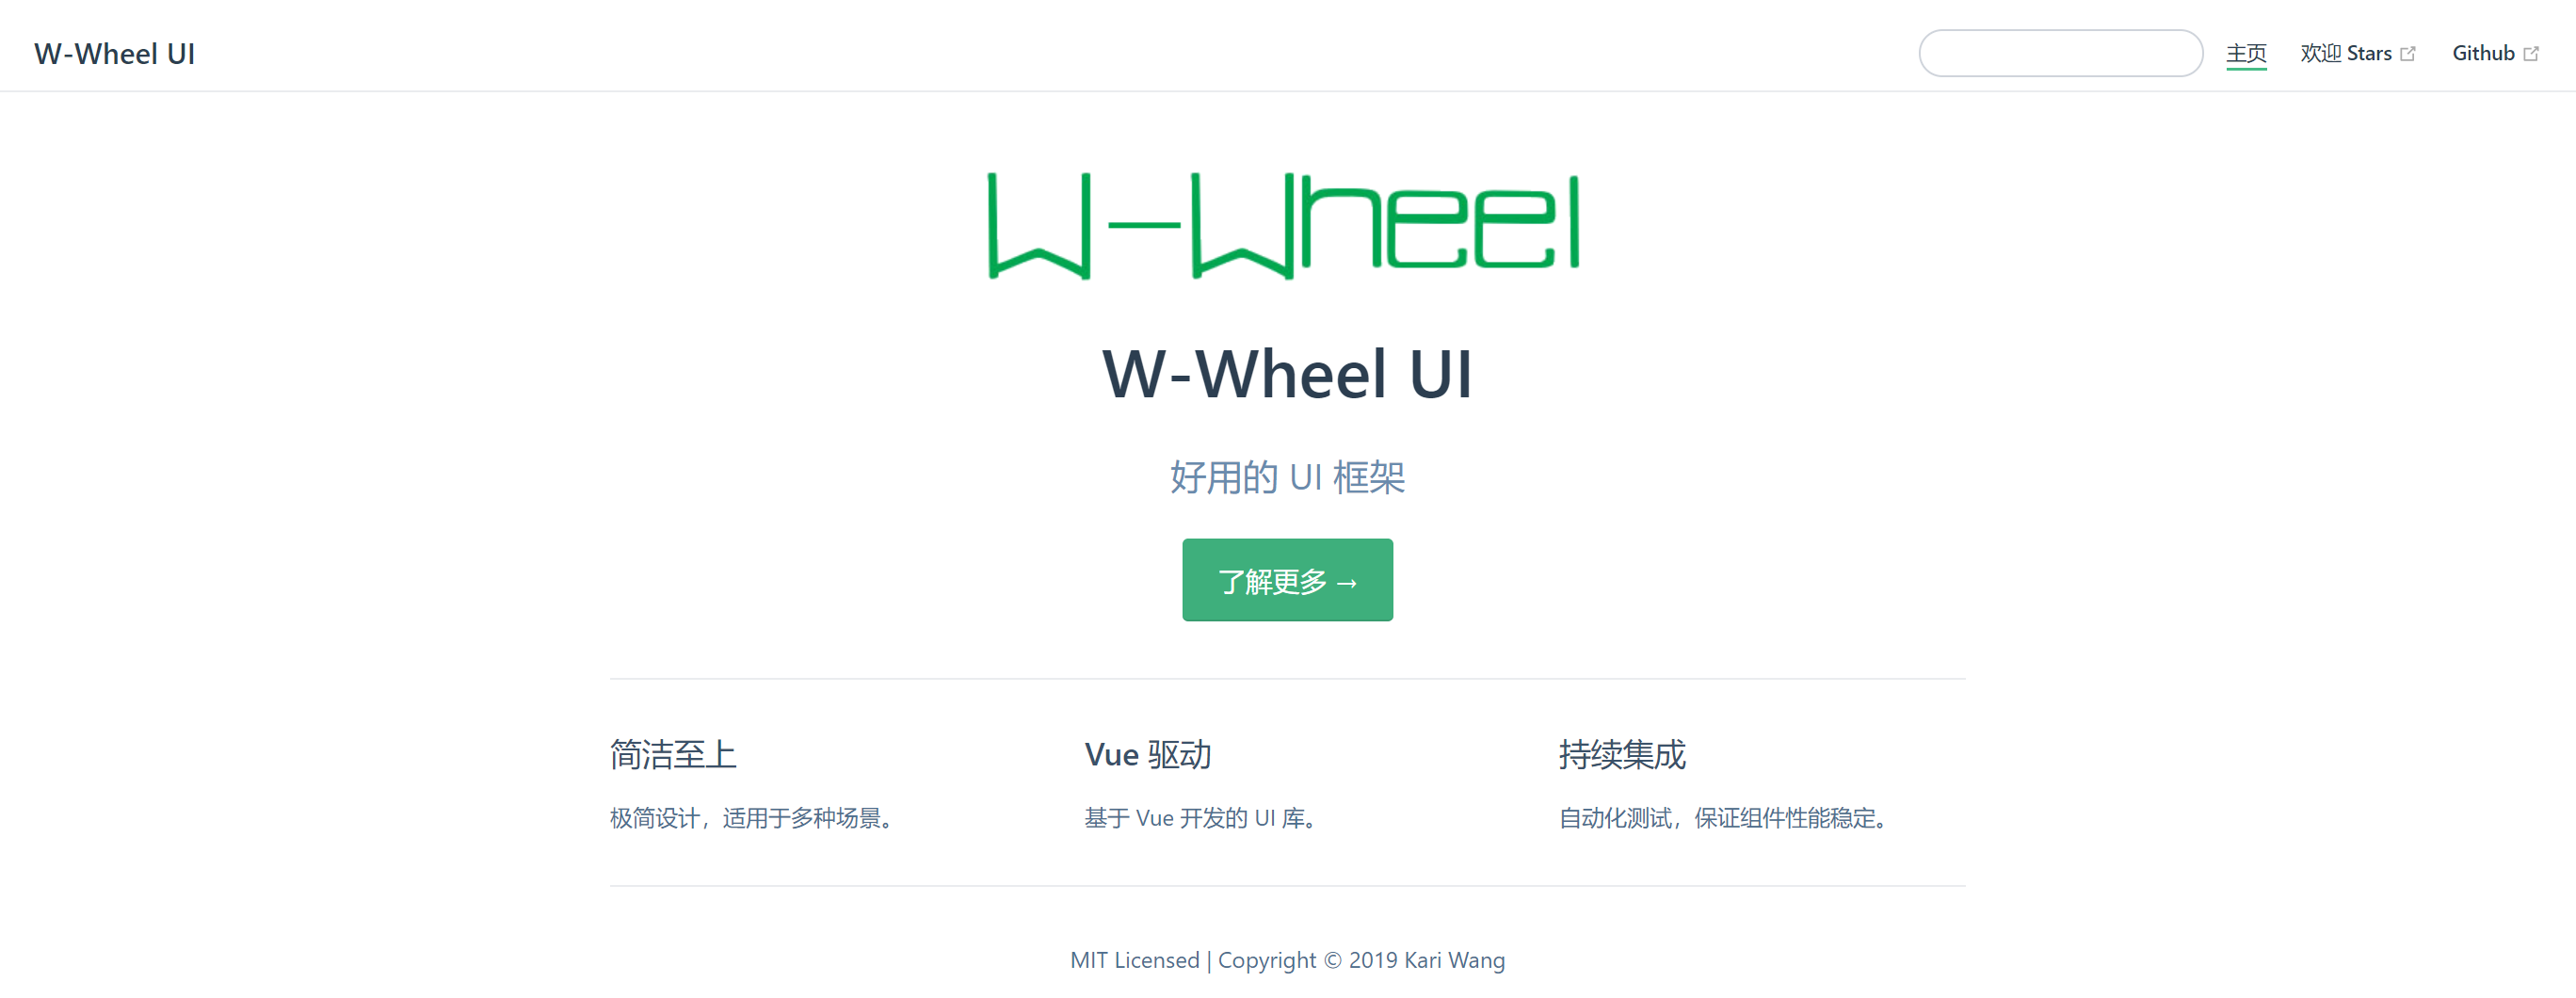 W-Wheel UI
主页 欢迎 Stars Github
W-Wheel
W-Wheel UI
好用的 UI 框架
了解更多 →
简洁至上 Vue 驱动 持续集成
极简设计，适用于多种场景。 基于 Vue 开发的 UI 库。 自动化测试，保证组件性能稳定。
MIT Licensed | Copyright © 2019 Kari Wang